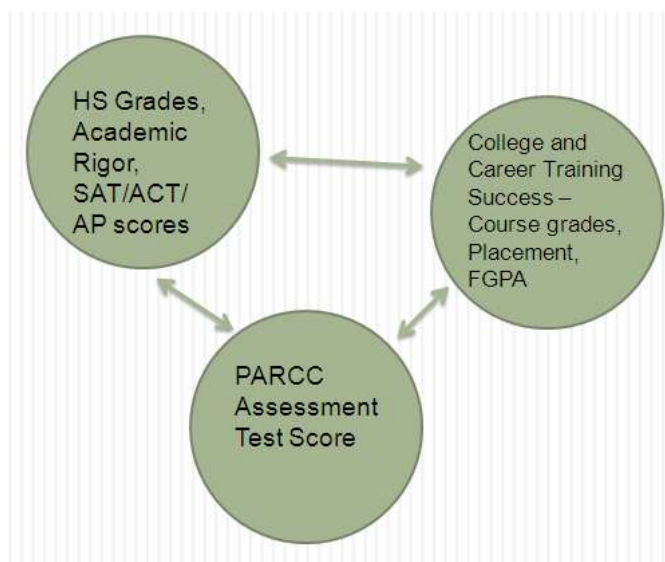 HS Grades,
Academic
Rigor,
SAT/ACT/
AP scores
College and
Career Training
Success –
Course grades,
Placement,
FGPA
PARCC
Assessment
Test Score